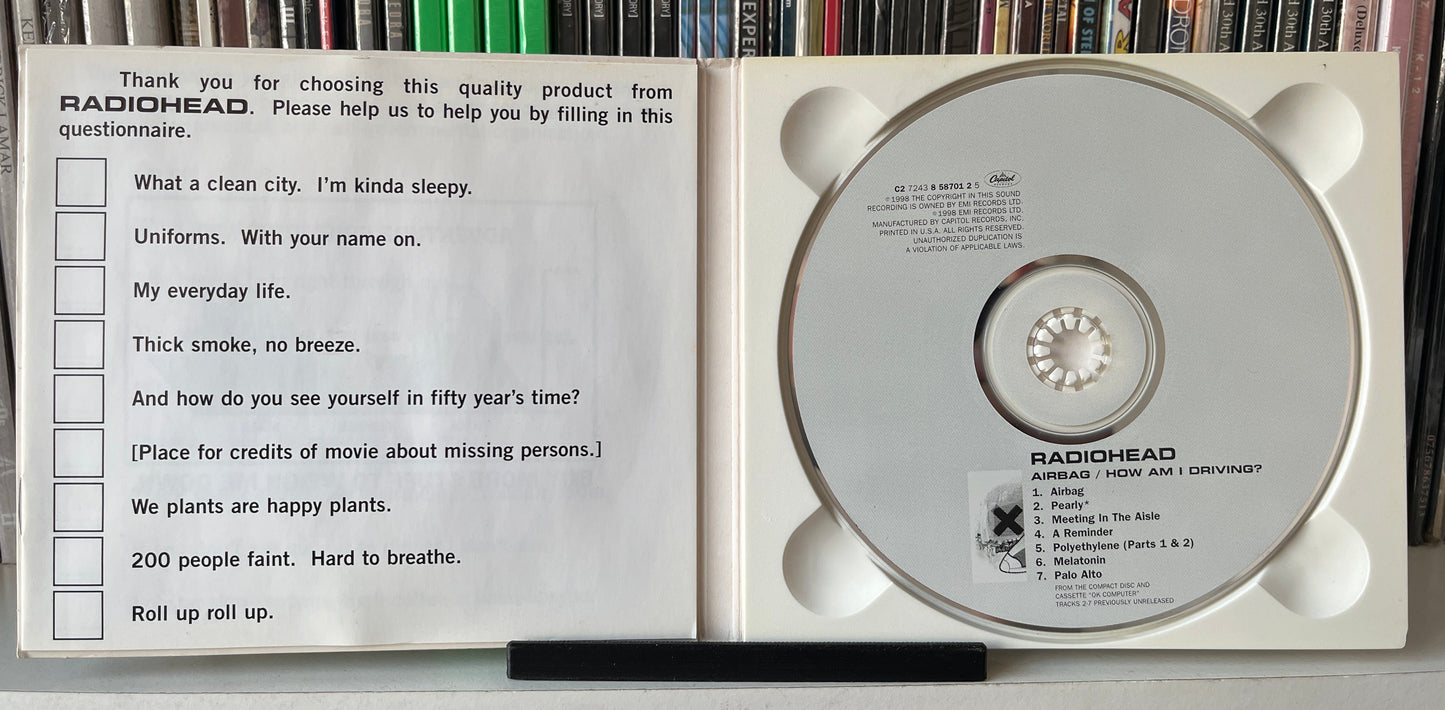 Thank you for choosing this quality product from
RADIOHEAD. Please help us to help you by filling in this
questionnaire.
What a clean city. I'm kinda sleepy.
Uniforms. With your name on.
My everyday life.
Thick smoke, no breeze.
And how do you see yourself in fifty year's time?
[Place for credits of movie about missing persons.]
We plants are happy plants.
200 people faint. Hard to breathe.
Roll up roll up.
C2 7243 8 58701 2 5 Capitol
℗ 1998 THE COPYRIGHT IN THIS SOUND
RECORDING IS OWNED BY EMI RECORDS LTD.
© 1998 EMI RECORDS LTD.
MANUFACTURED BY CAPITOL RECORDS, INC.
PRINTED IN U.S.A. ALL RIGHTS RESERVED.
UNAUTHORIZED DUPLICATION IS
A VIOLATION OF APPLICABLE LAWS.
RADIOHEAD
AIRBAG / HOW AM I DRIVING?
1. Airbag
2. Pearly*
3. Meeting In The Aisle
4. A Reminder
5. Polyethylene (Parts 1 & 2)
6. Melatonin
7. Palo Alto
FROM THE COMPACT DISC AND
CASSETTE "OK COMPUTER"
TRACKS 2-7 PREVIOUSLY UNRELEASED